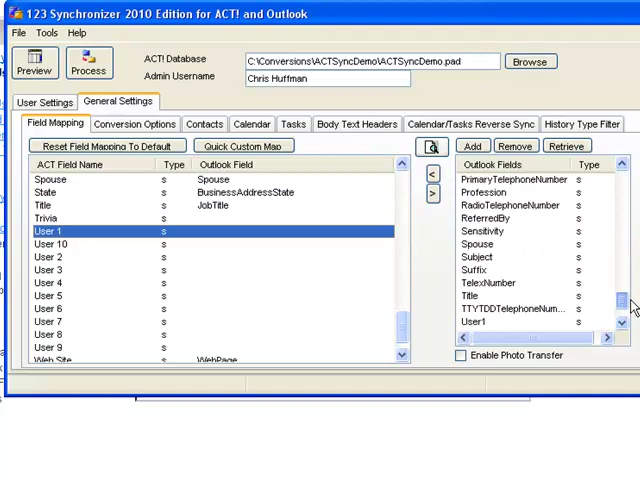 123 Synchronizer 2010 Edition for ACT! and Outlook
File Tools Help
Preview Process
ACT! Database C:\Conversions\ACTSyncDemo\ACTSyncDemo.pad Browse
Admin Username Chris Huffman
User Settings General Settings
Field Mapping Conversion Options Contacts Calendar Tasks Body Text Headers Calendar/Tasks Reverse Sync History Type Filter
Reset Field Mapping To Default Quick Custom Map Add Remove Retrieve
ACT Field Name Type Outlook Field
Spouse s Spouse
State s BusinessAddressState
Title s JobTitle
Trivia s
User 1 s
User 10 s
User 2 s
User 3 s
User 4 s
User 5 s
User 6 s
User 7 s
User 8 s
User 9 s
Web Site s WebPage
<
>
Outlook Fields Type
PrimaryTelephoneNumber s
Profession s
RadioTelephoneNumber s
ReferredBy s
Sensitivity s
Spouse s
Subject s
Suffix s
TelexNumber s
Title s
TTYTDDTelephoneNum... s
User1 s
Enable Photo Transfer